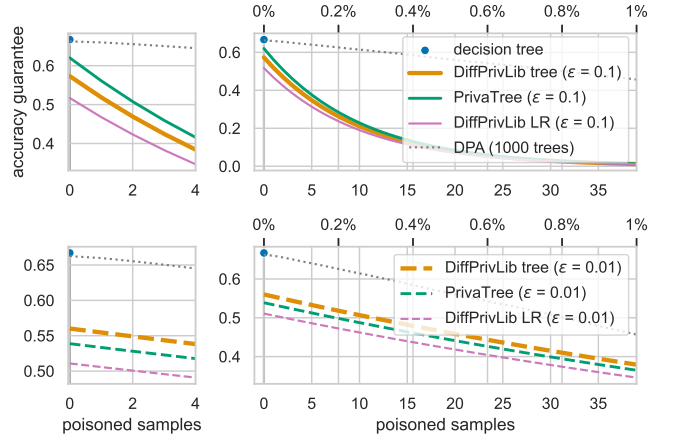 0% 0.2% 0.4% 0.6% 0.8% 1%
accuracy guarantee
0.6
0.5
0.4
0 2 4
0.6
0.4
0.2
0.0
decision tree
DiffPrivLib tree (ε = 0.1)
PrivaTree (ε = 0.1)
DiffPrivLib LR (ε = 0.1)
DPA (1000 trees)
0 5 10 15 20 25 30 35
0% 0.2% 0.4% 0.6% 0.8% 1%
0.65
0.60
0.55
0.50
0 2 4
poisoned samples
0.6
0.5
0.4
DiffPrivLib tree (ε = 0.01)
PrivaTree (ε = 0.01)
DiffPrivLib LR (ε = 0.01)
0 5 10 15 20 25 30 35
poisoned samples